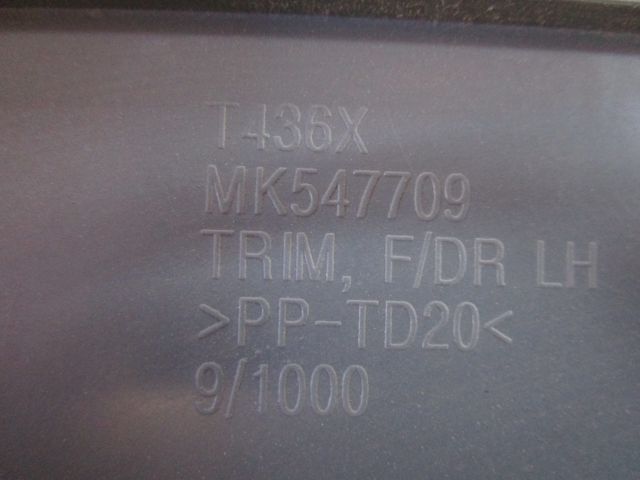 T436X
MK547709
TRIM, F/DR LH
>PP-TD20<
9/1000